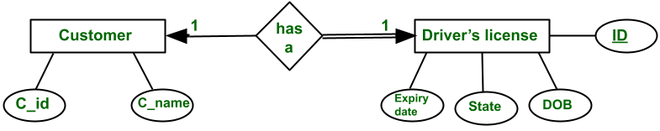 Customer
1
has
a
1
Driver's license
ID
C_id
C_name
Expiry
date
State
DOB